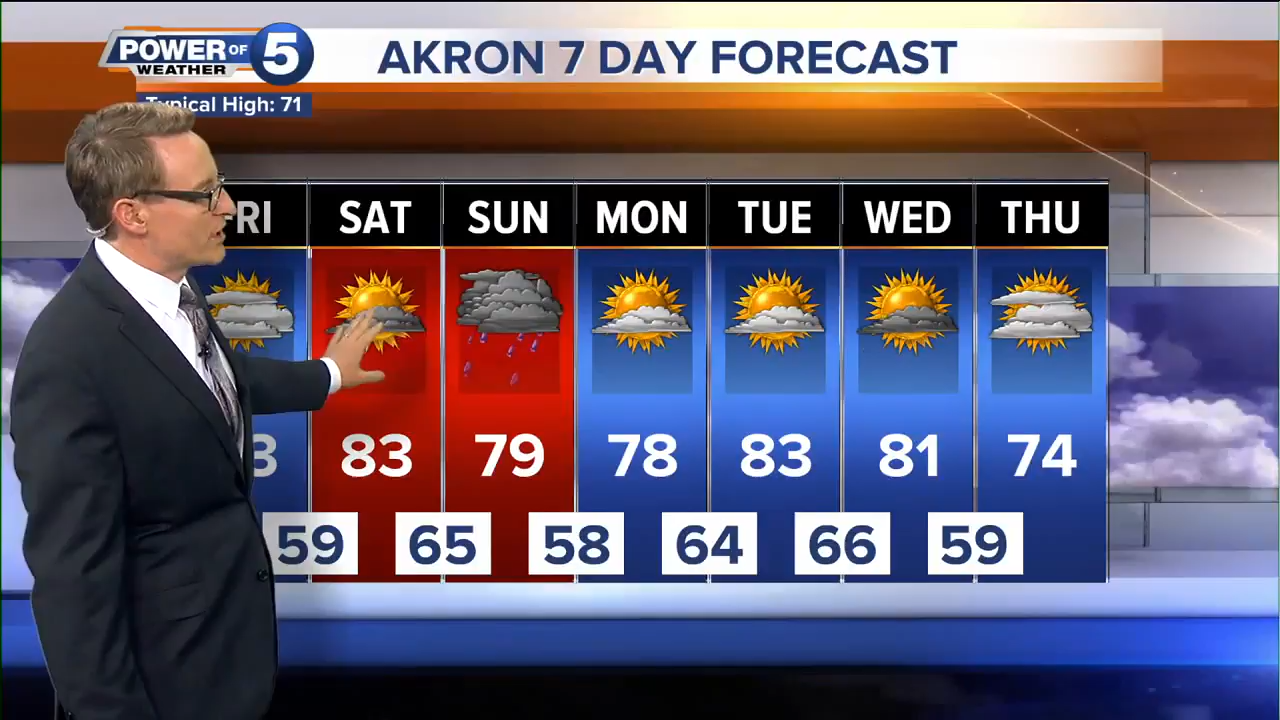 POWER OF 5
WEATHER
AKRON 7 DAY FORECAST
Typical High: 71
FRI SAT SUN MON TUE WED THU
83 79 78 83 81 74
59 65 58 64 66 59